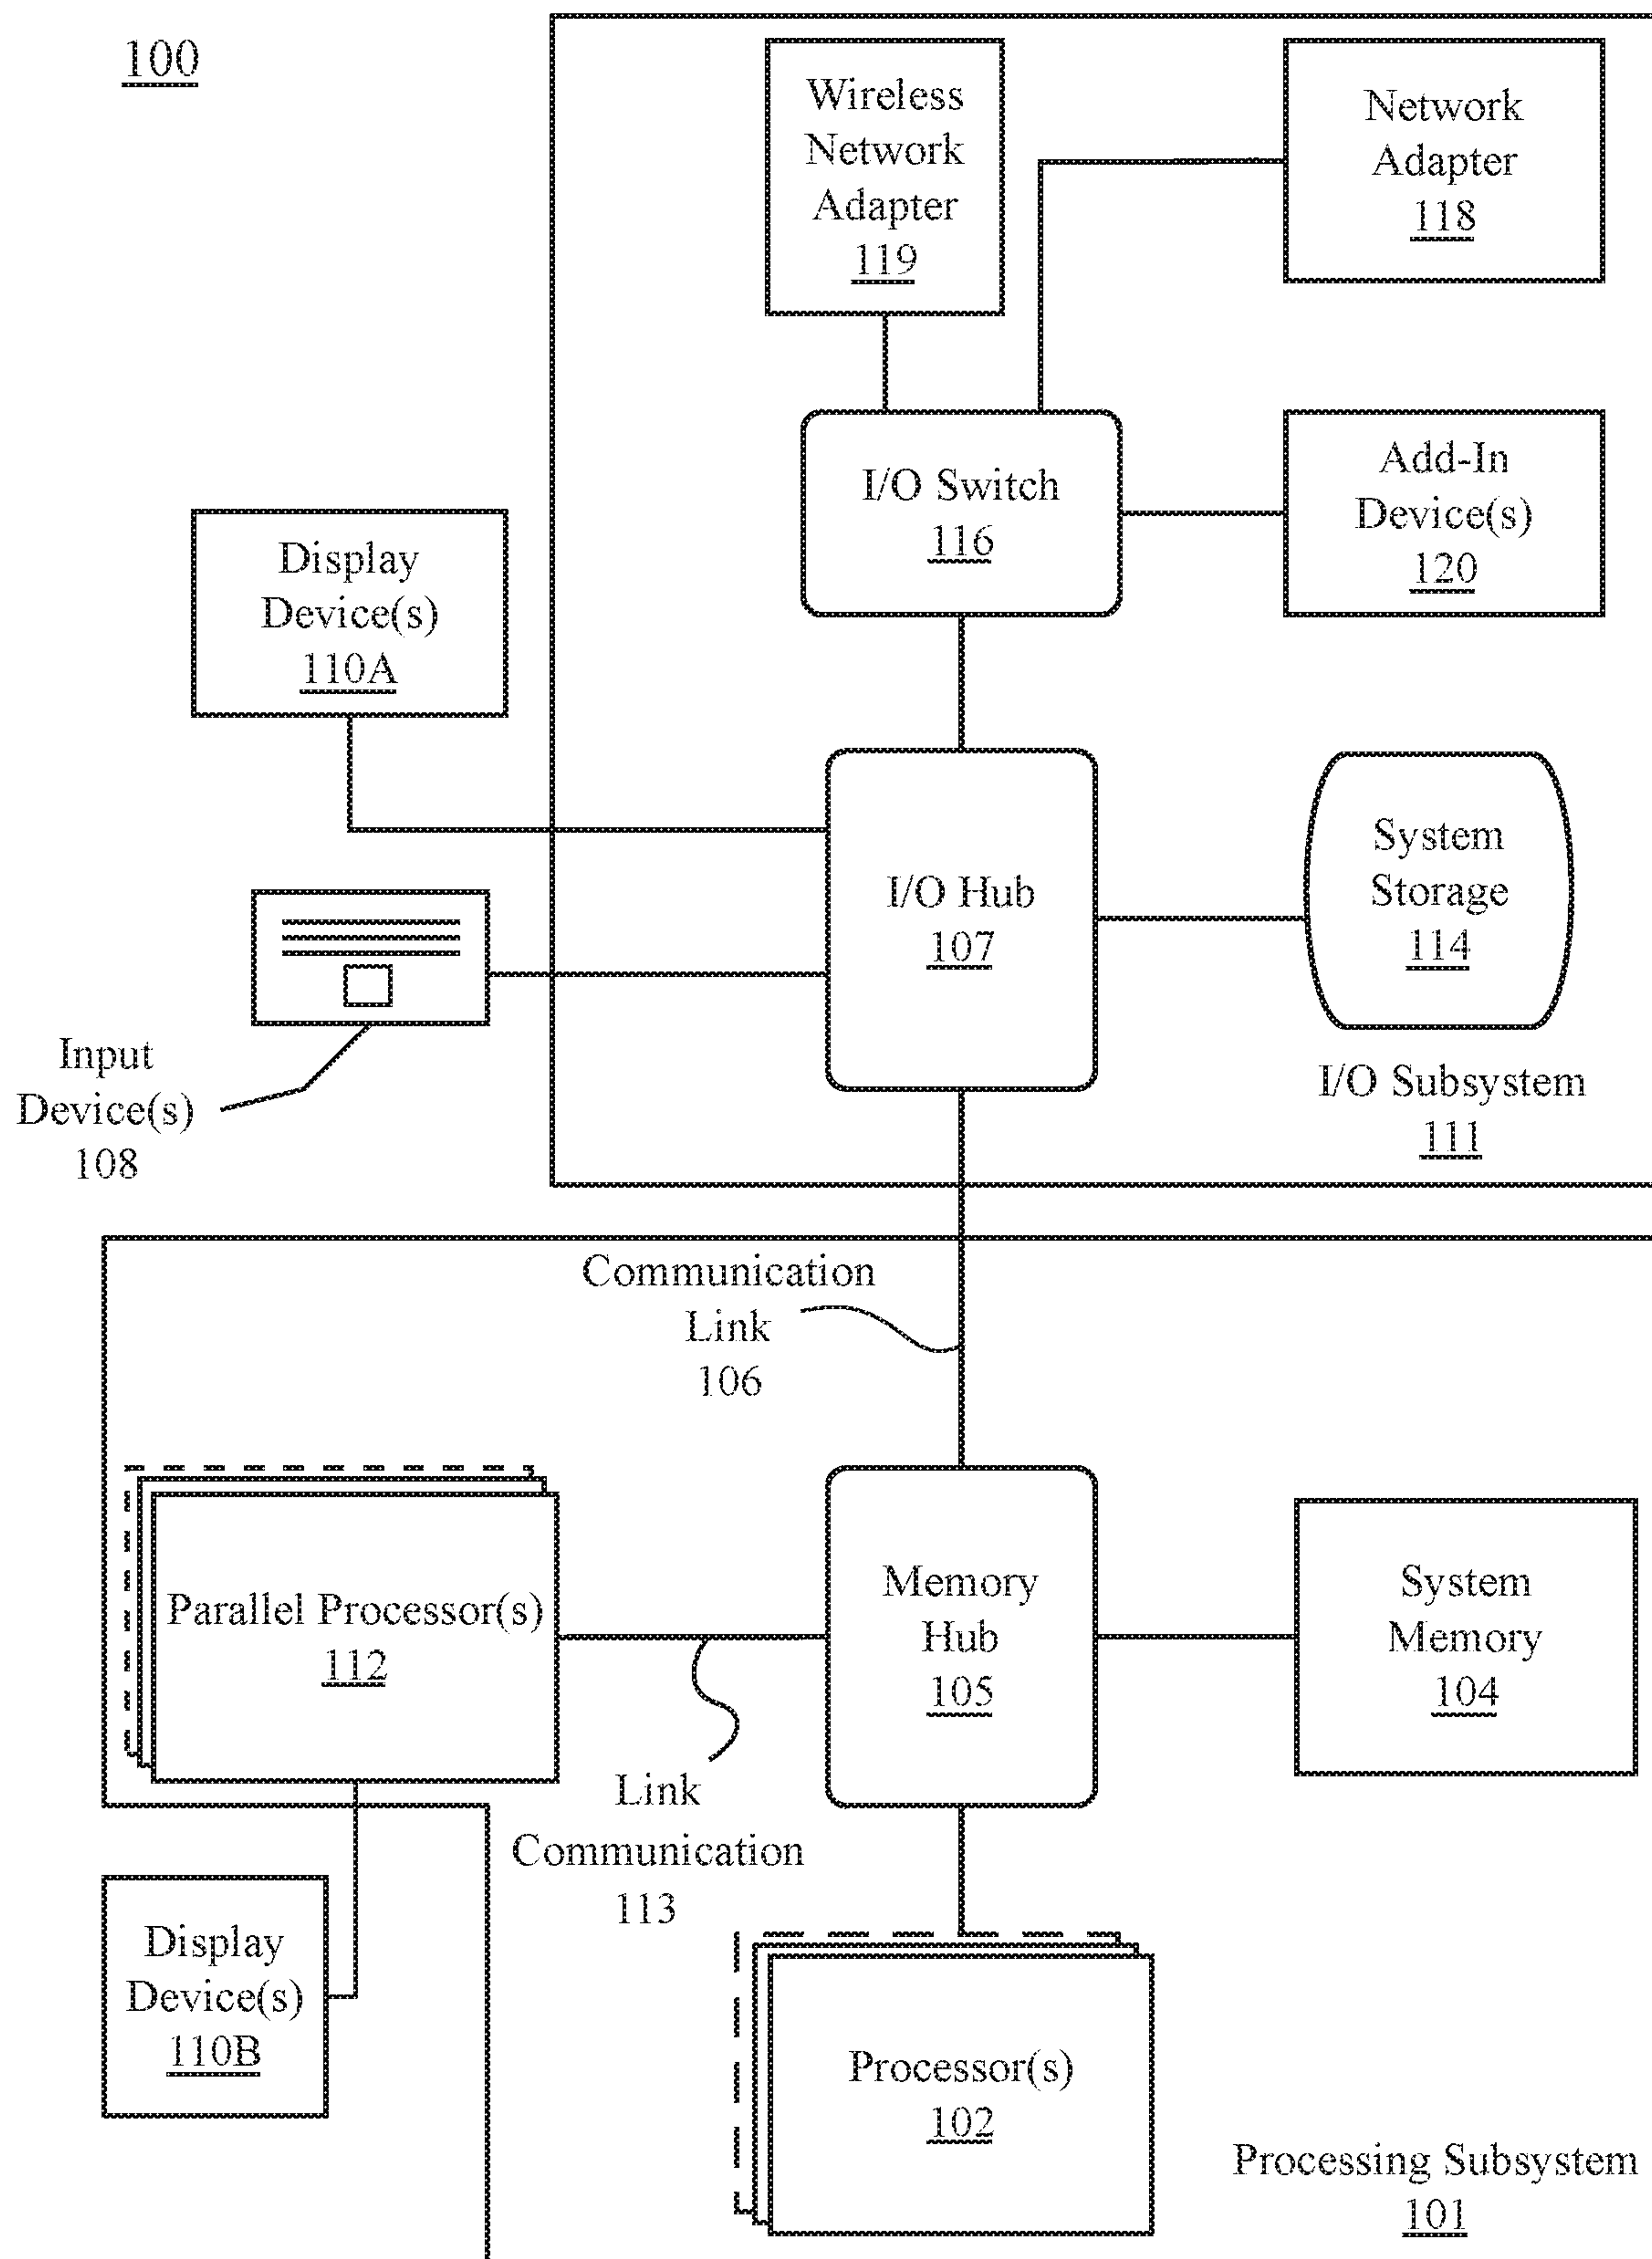 100
Wireless
Network
Adapter
119
Network
Adapter
118
I/O Switch
116
Add-In
Device(s)
120
Display
Device(s)
110A
I/O Hub
107
System
Storage
114
Input
Device(s)
108
I/O Subsystem
111
Communication
Link
106
Parallel Processor(s)
112
Memory
Hub
105
System
Memory
104
Link
Communication
113
Display
Device(s)
110B
Processor(s)
102
Processing Subsystem
101